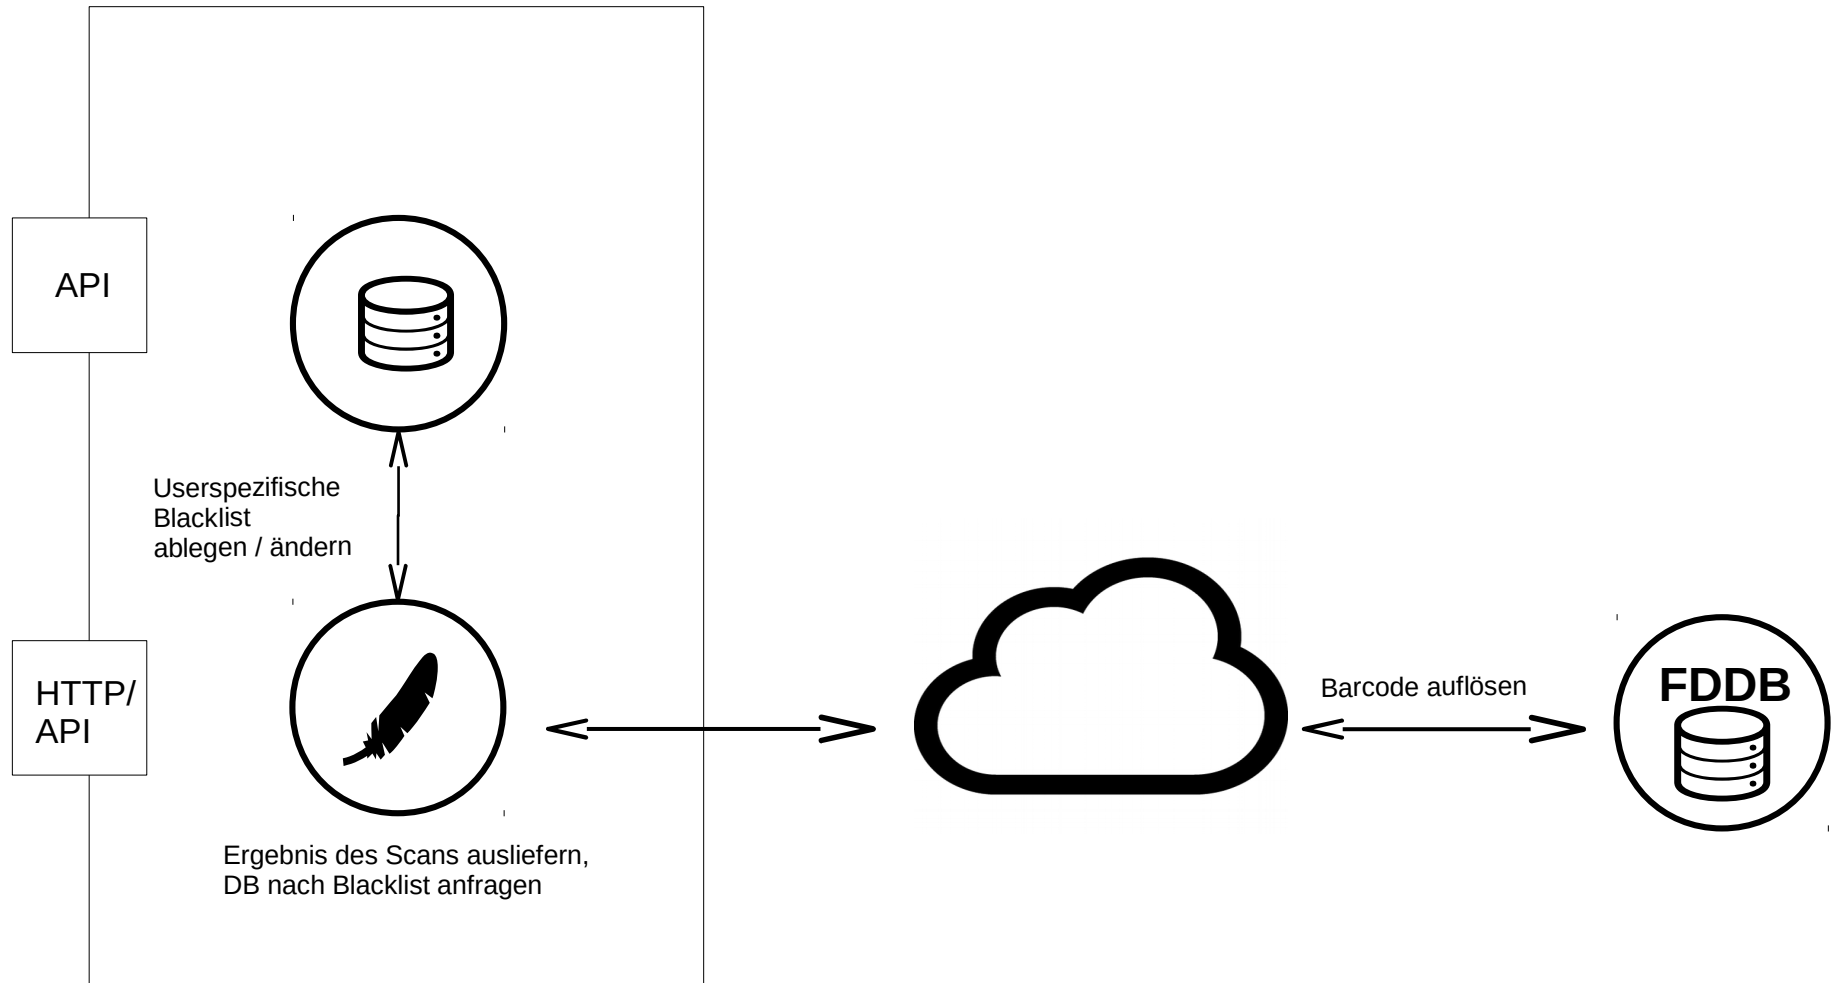 API
Userspezifische
Blacklist
ablegen / ändern
HTTP/
API
Barcode auflösen
FDDB
Ergebnis des Scans ausliefern,
DB nach Blacklist anfragen